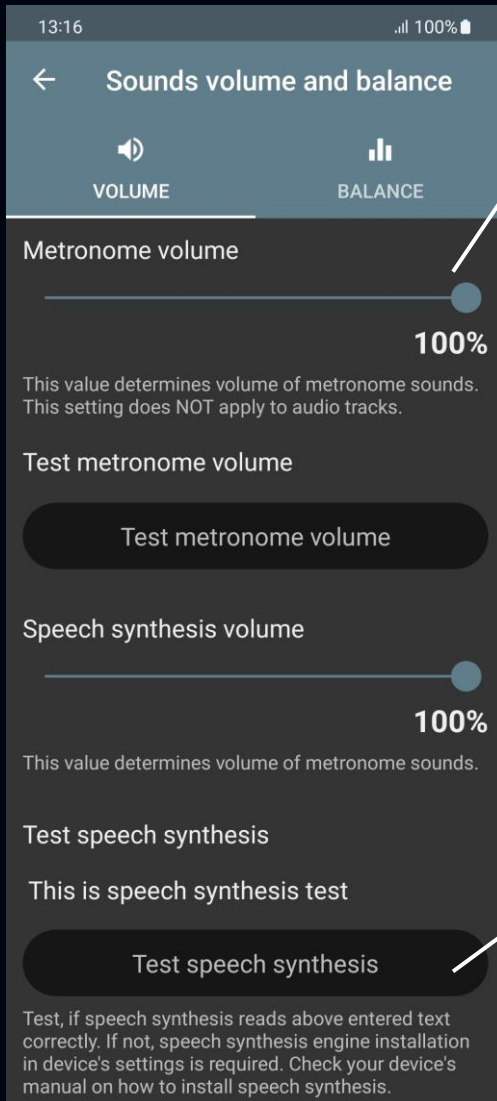 13:16
100%
Sounds volume and balance
VOLUME
BALANCE
Metronome volume
100%
This value determines volume of metronome sounds.
This setting does NOT apply to audio tracks.
Test metronome volume
Test metronome volume
Speech synthesis volume
100%
This value determines volume of metronome sounds.
Test speech synthesis
This is speech synthesis test
Test speech synthesis
Test, if speech synthesis reads above entered text
correctly. If not, speech synthesis engine installation
in device's settings is required. Check your device's
manual on how to install speech synthesis.